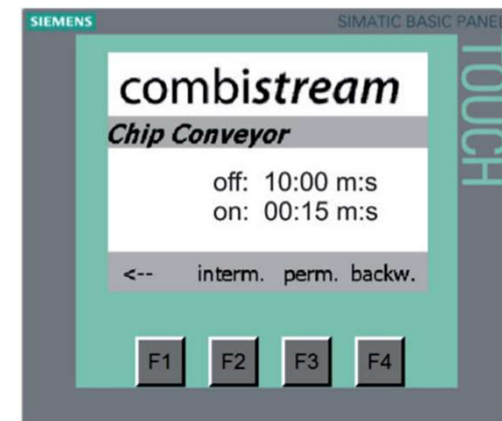 SIEMENS
SIMATIC BASIC PANEL
TOUCH
combistream
Chip Conveyor
off: 10:00 m:s
on: 00:15 m:s
<-- interm. perm. backw.
F1 F2 F3 F4